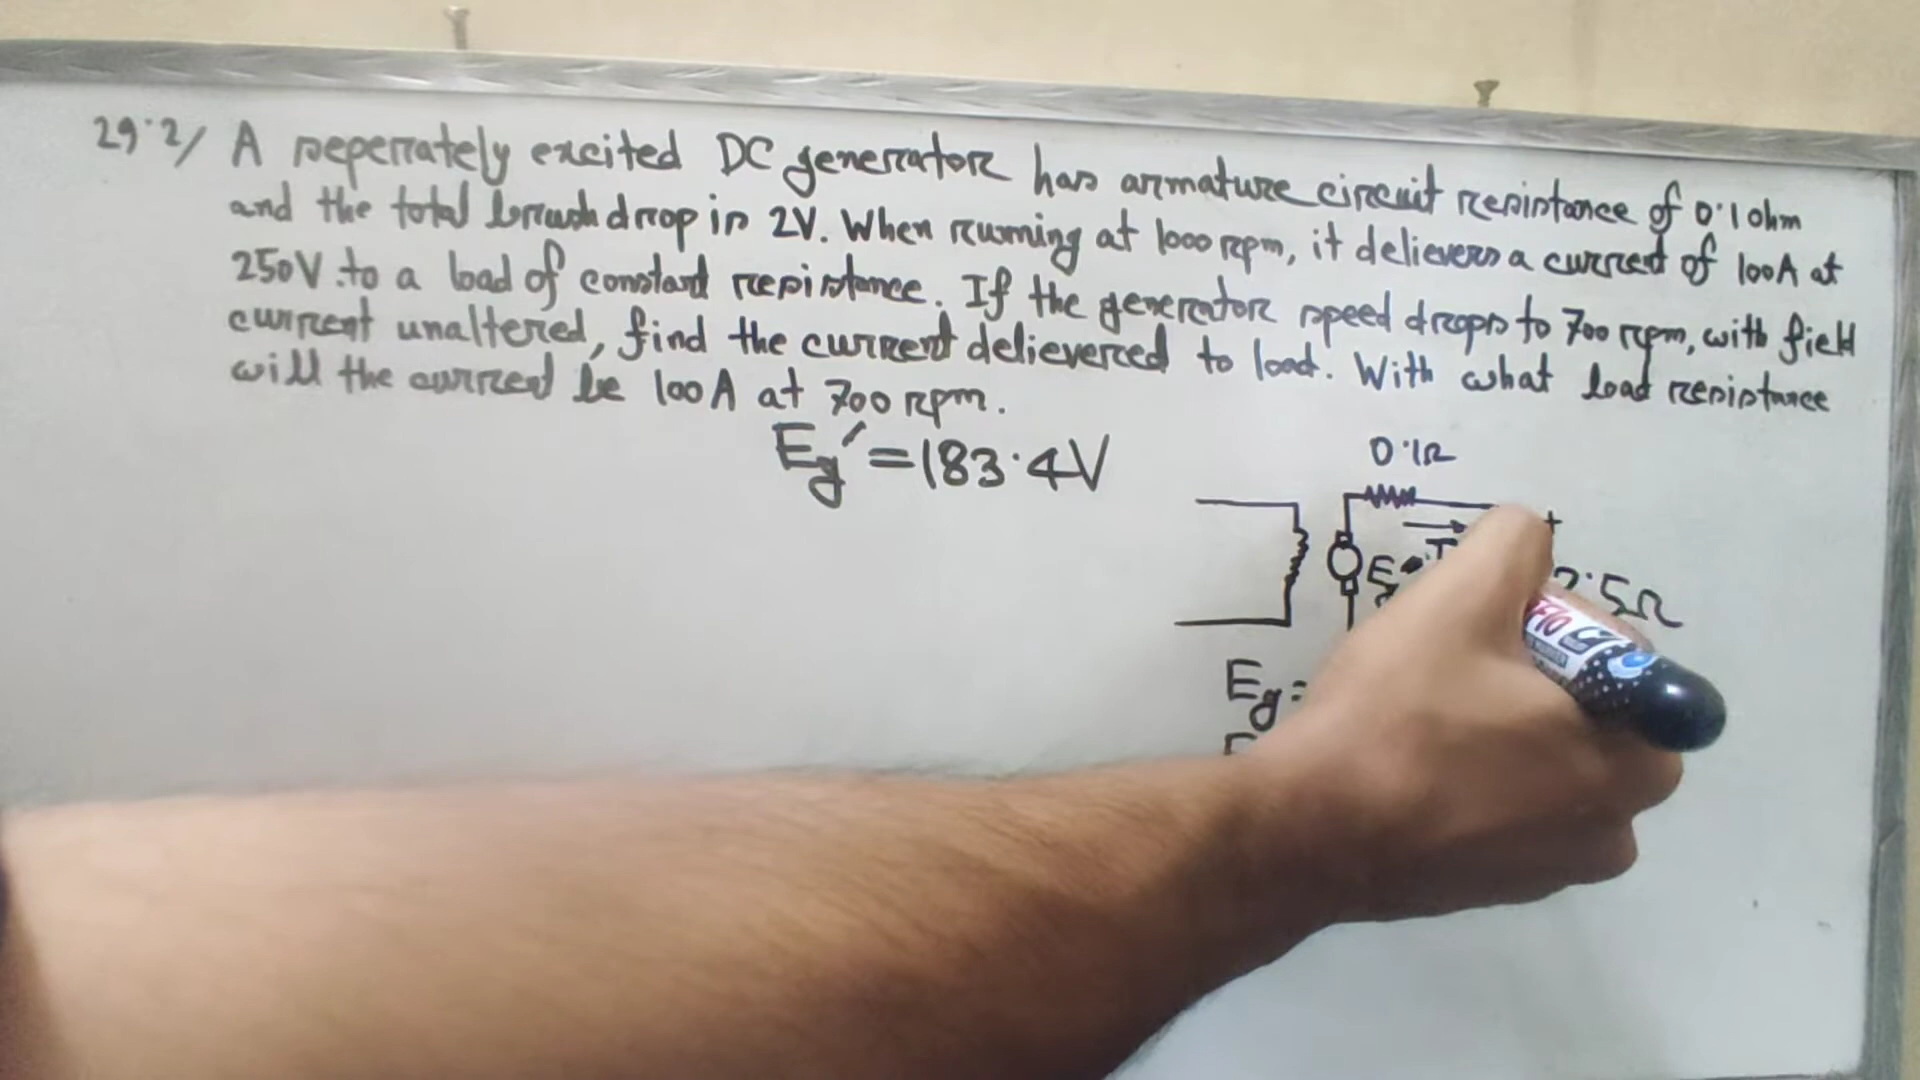 29.2/ A seperately excited DC generator has armature circuit resistance of 0.1 ohm
and the total brush drop is 2V. When running at 1000 rpm, it delievers a current of 100A at
250V to a load of constant resistance. If the generator speed drops to 700 rpm, with field
current unaltered, find the current delievered to load. With what load resistance
will the current be 100A at 700 rpm.
Eg' = 183.4V
0.1Ω
+
.5Ω
Eg =